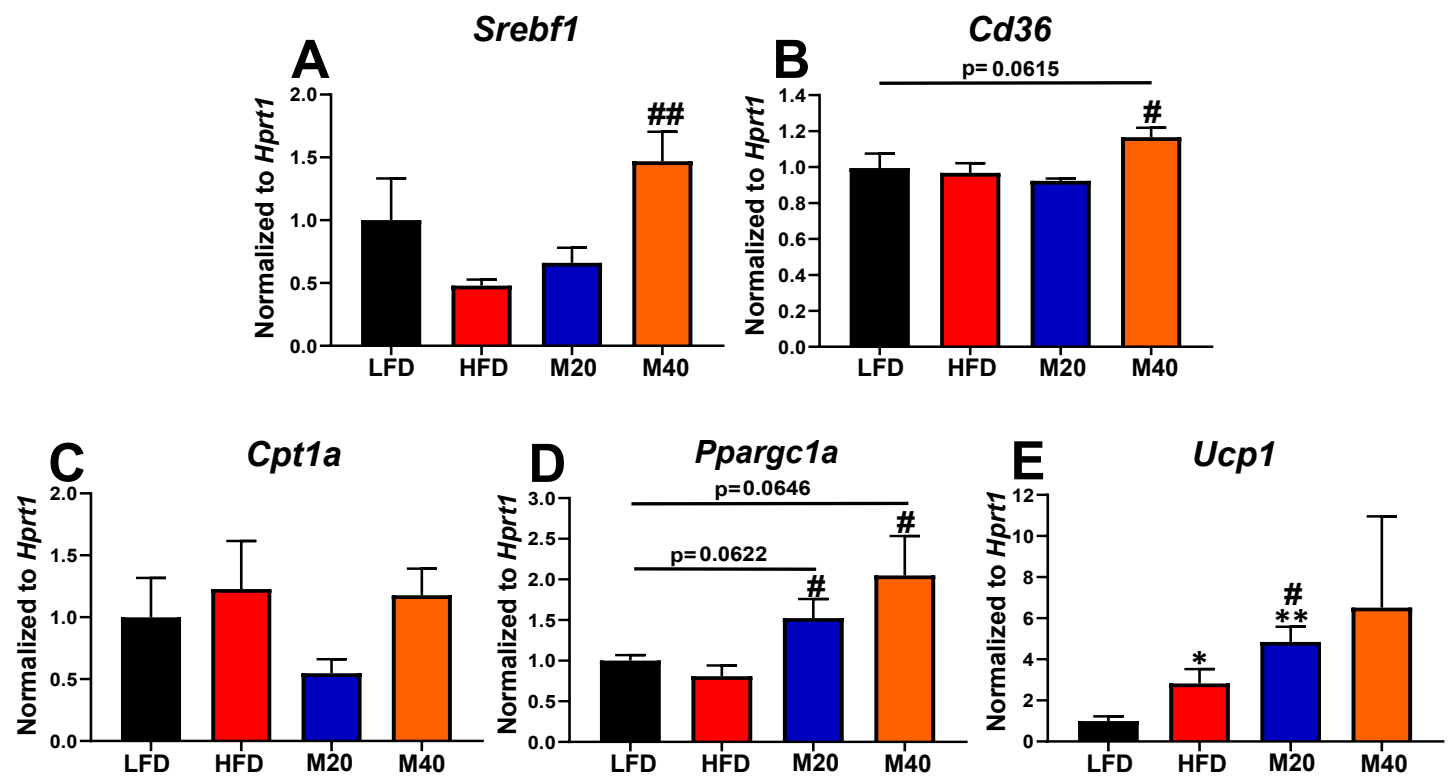 Srebf1
A
Normalized to Hprt1
2.0
1.5
1.0
0.5
0.0
##
LFD HFD M20 M40
Cd36
B
p= 0.0615
Normalized to Hprt1
1.4
1.2
1.0
0.8
0.6
0.4
0.2
0.0
#
LFD HFD M20 M40
C
Cpt1a
Normalized to Hprt1
2.0
1.5
1.0
0.5
0.0
LFD HFD M20 M40
D
Ppargc1a
p=0.0646
p=0.0622
Normalized to Hprt1
3.0
2.5
2.0
1.5
1.0
0.5
0.0
#
#
LFD HFD M20 M40
E
Ucp1
Normalized to Hprt1
12
10
8
6
4
2
0
*
#
**
LFD HFD M20 M40